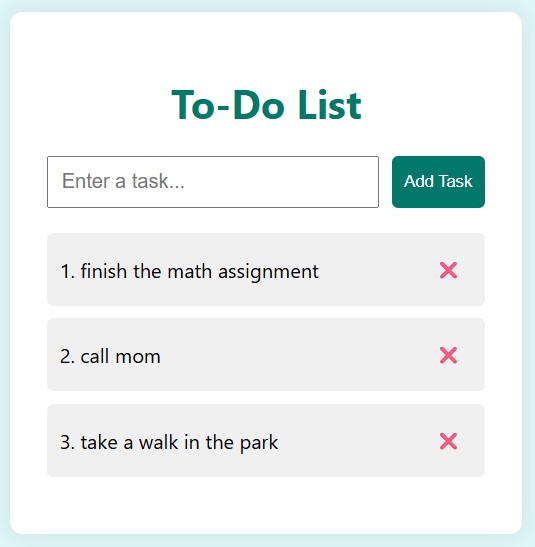 To-Do List
Enter a task...
Add Task
1. finish the math assignment
2. call mom
3. take a walk in the park